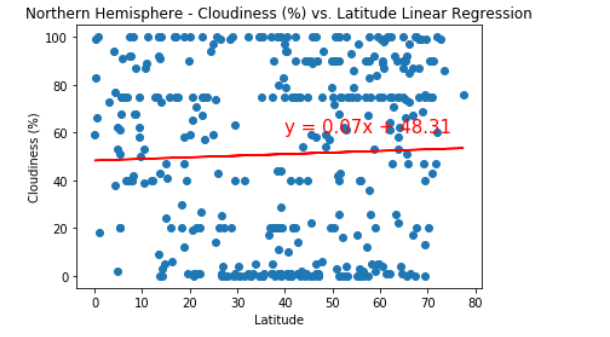 Northern Hemisphere - Cloudiness (%) vs. Latitude Linear Regression
100
80
60
40
20
0
Cloudiness (%)
y = 0.07x + 48.31
0 10 20 30 40 50 60 70 80
Latitude